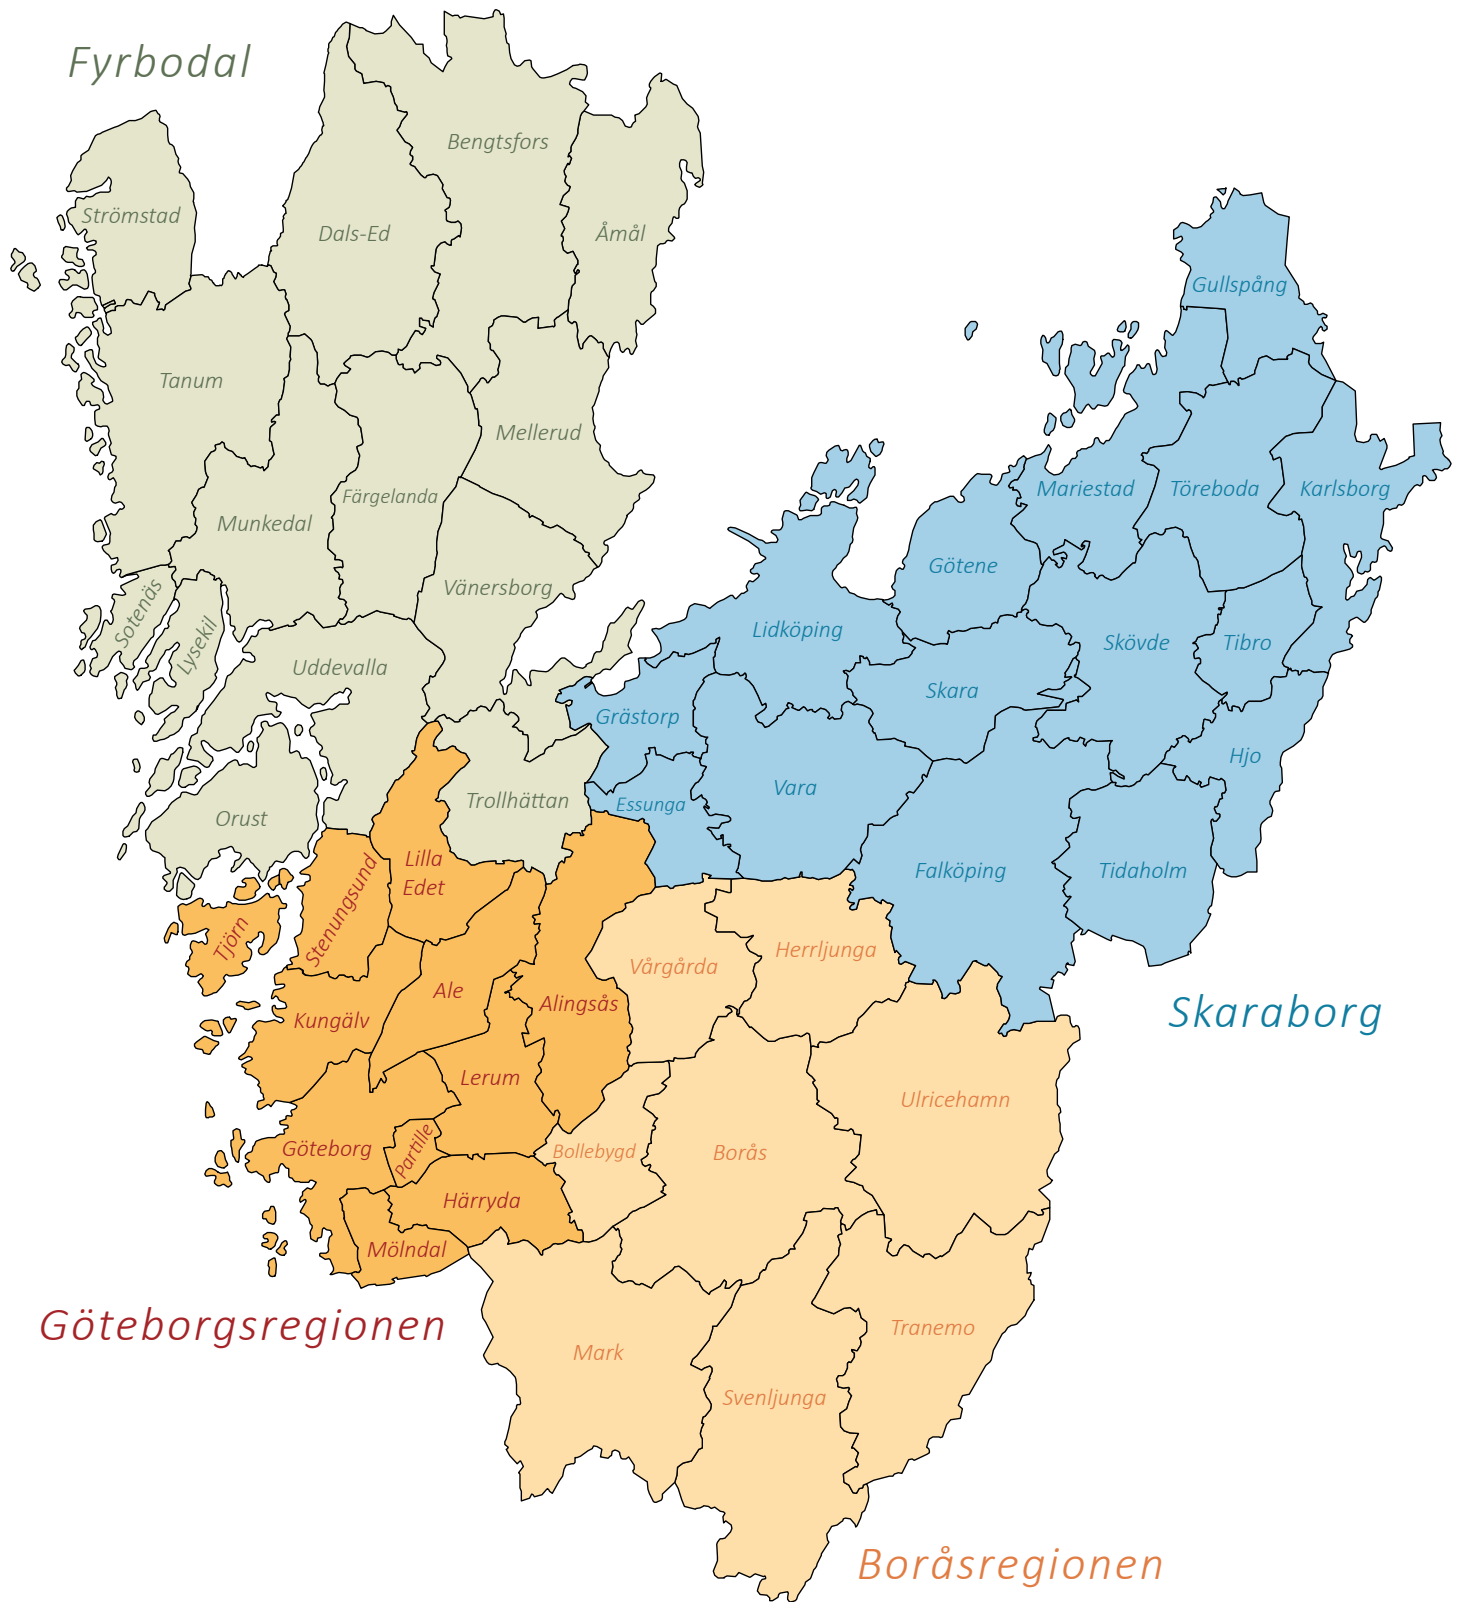 Fyrbodal
Bengtsfors
Strömstad
Dals-Ed
Åmål
Gullspång
Tanum
Mellerud
Färgelanda
Mariestad
Töreboda
Karlsborg
Munkedal
Götene
Vänersborg
Sotenäs
Lysekil
Lidköping
Skövde
Tibro
Uddevalla
Skara
Grästorp
Hjo
Vara
Trollhättan
Essunga
Orust
Lilla
Edet
Falköping
Tidaholm
Stenungsund
Tjörn
Herrljunga
Vårgårda
Ale
Alingsås
Skaraborg
Kungälv
Lerum
Ulricehamn
Göteborg
Partille
Bollebygd
Borås
Härryda
Mölndal
Göteborgsregionen
Tranemo
Mark
Svenljunga
Boråsregionen